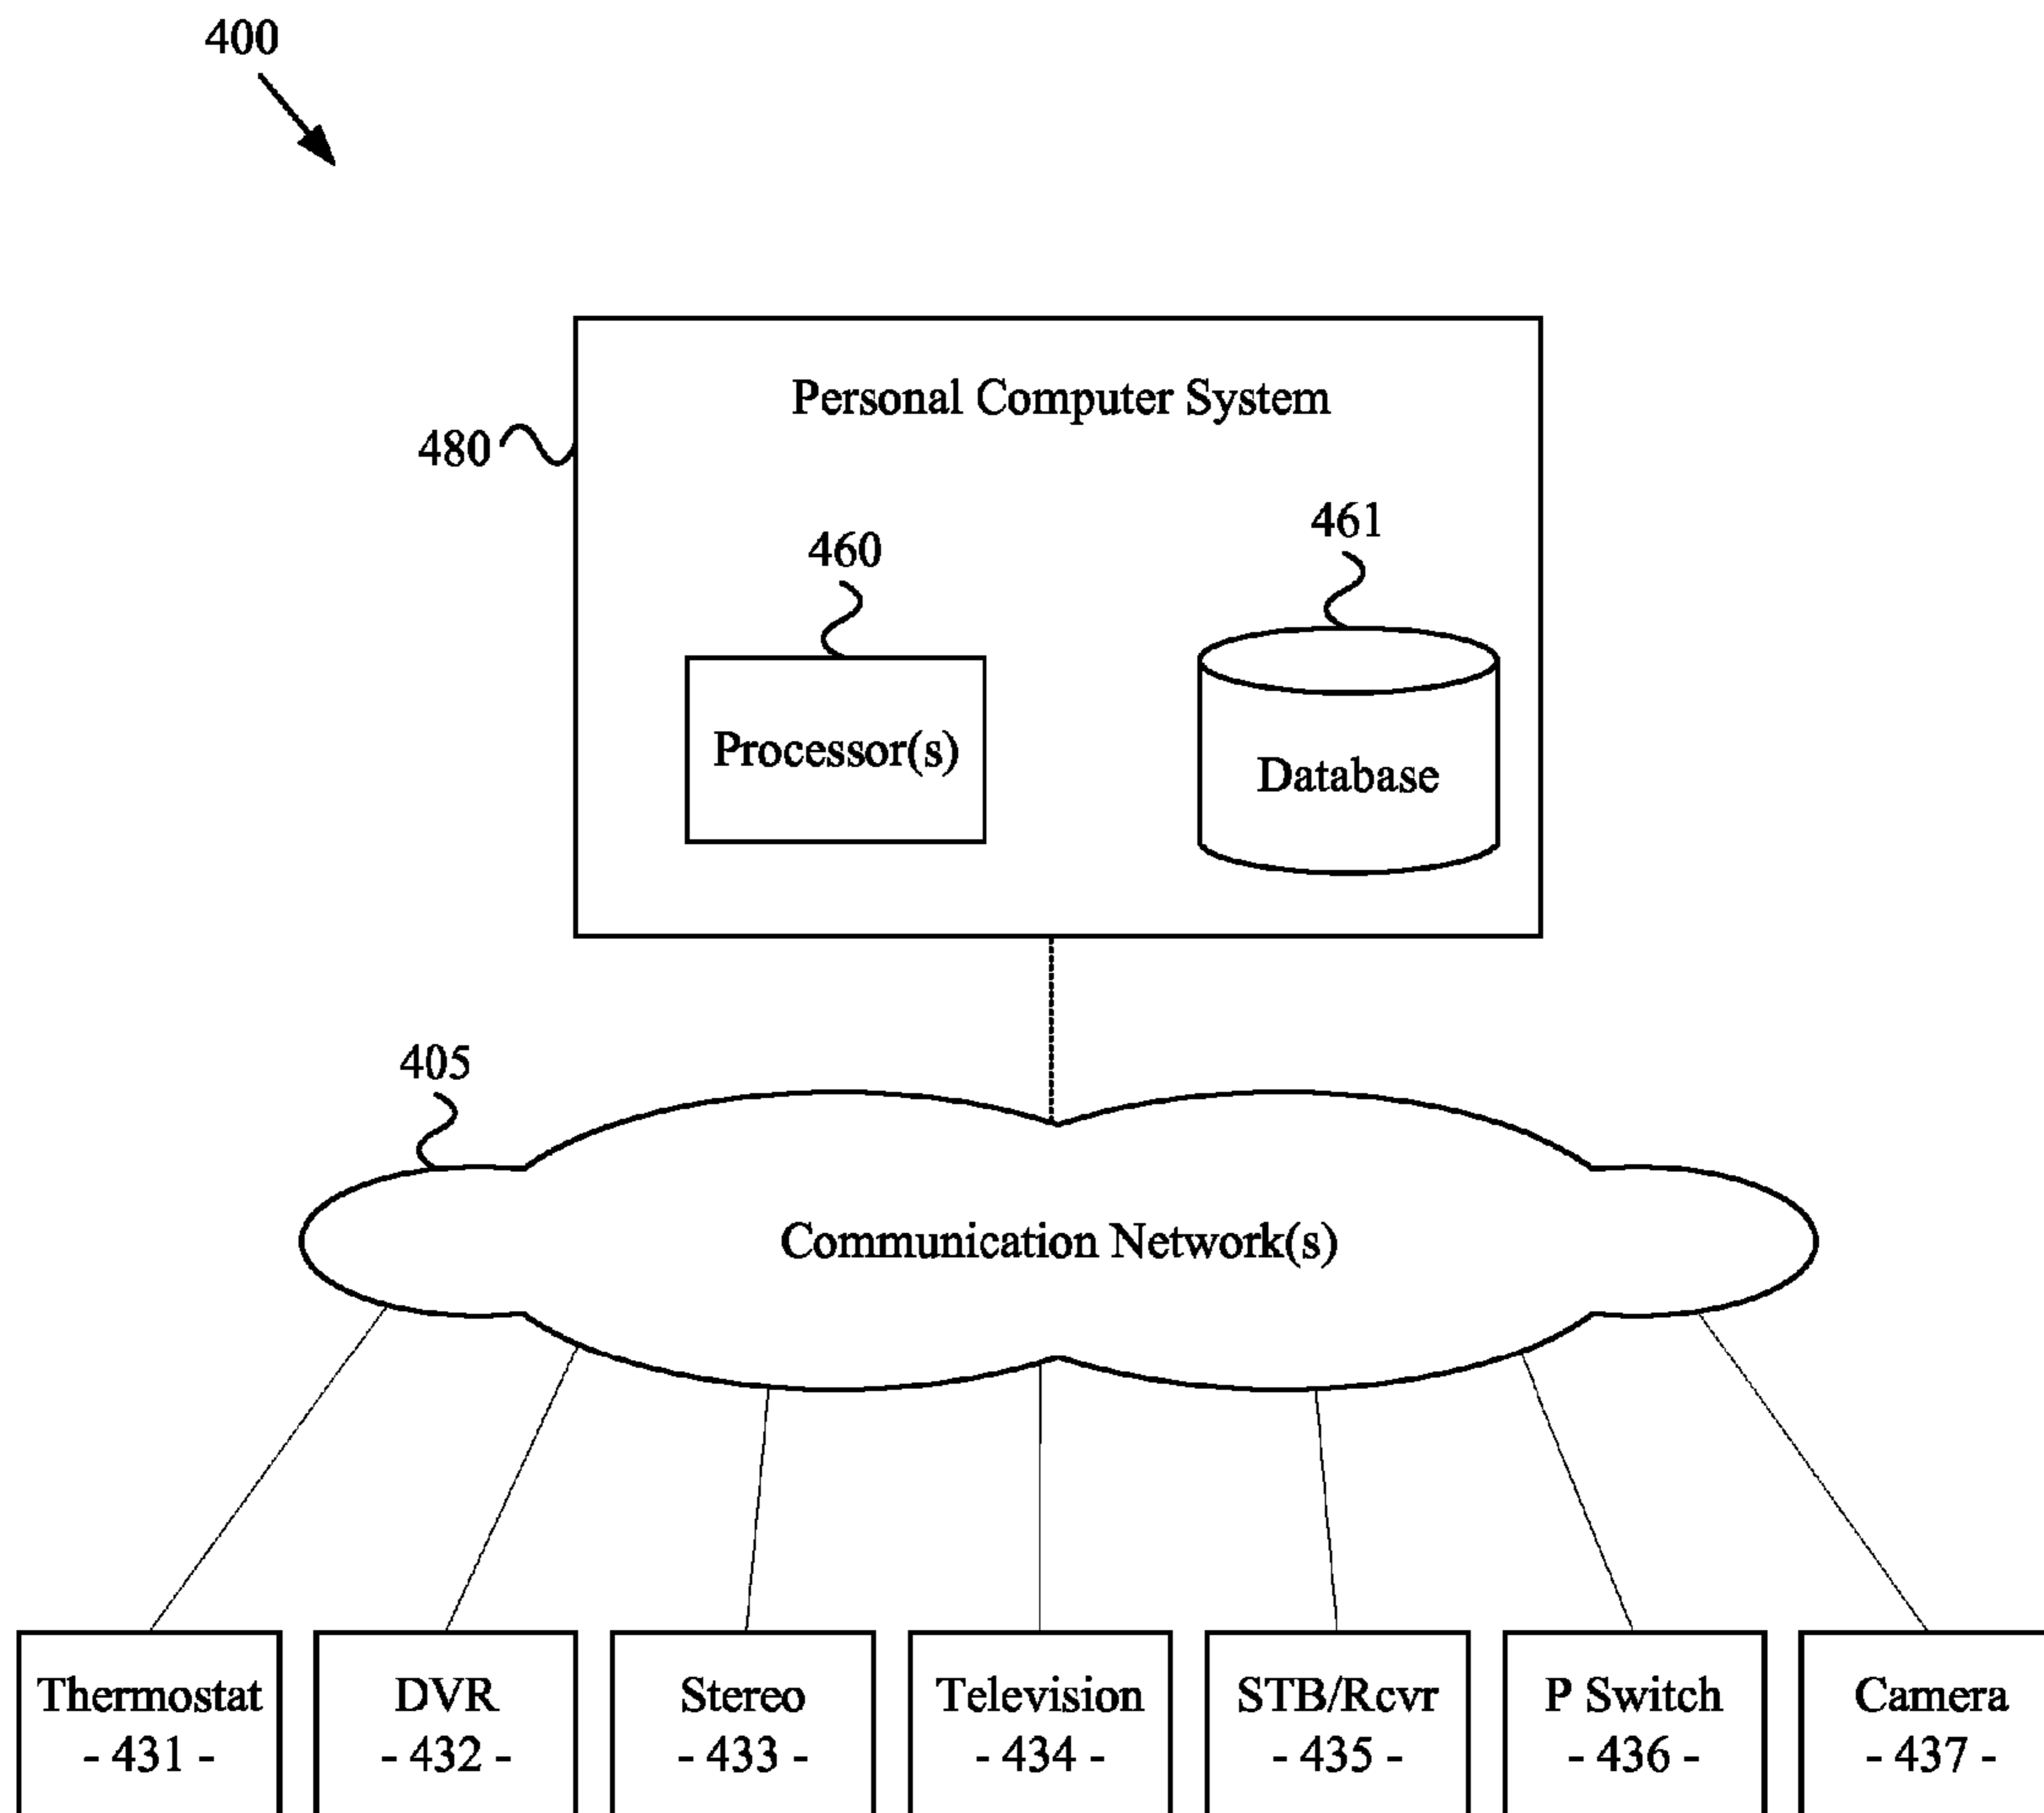 400
Personal Computer System
480
461
460
Processor(s)
Database
405
Communication Network(s)
Thermostat
- 431 -
DVR
- 432 -
Stereo
- 433 -
Television
- 434 -
STB/Rcvr
- 435 -
P Switch
- 436 -
Camera
- 437 -